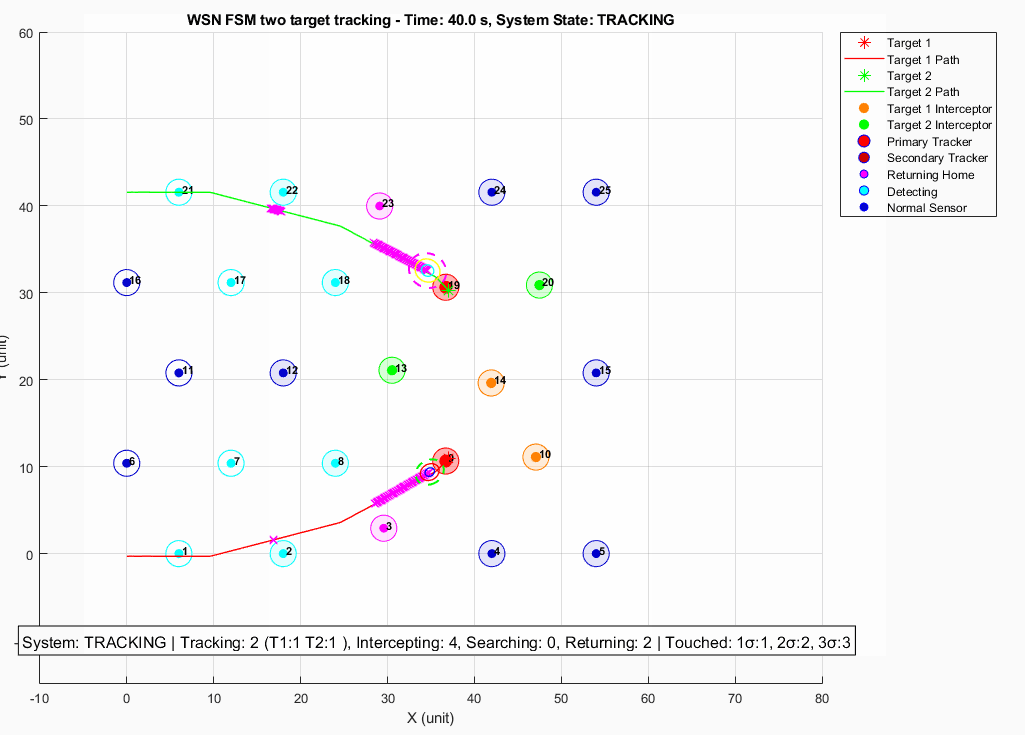 WSN FSM two target tracking - Time: 40.0 s, System State: TRACKING
60
50
40
30
20
10
0
-10
0
10
20
30
40
50
60
70
80
X (unit)
Y (unit)
21
22
23
24
25
16
17
18
19
20
11
12
13
14
15
6
7
8
10
1
2
3
4
5
System: TRACKING | Tracking: 2 (T1:1 T2:1 ), Intercepting: 4, Searching: 0, Returning: 2 | Touched: 1σ:1, 2σ:2, 3σ:3
Target 1
Target 1 Path
Target 2
Target 2 Path
Target 1 Interceptor
Target 2 Interceptor
Primary Tracker
Secondary Tracker
Returning Home
Detecting
Normal Sensor